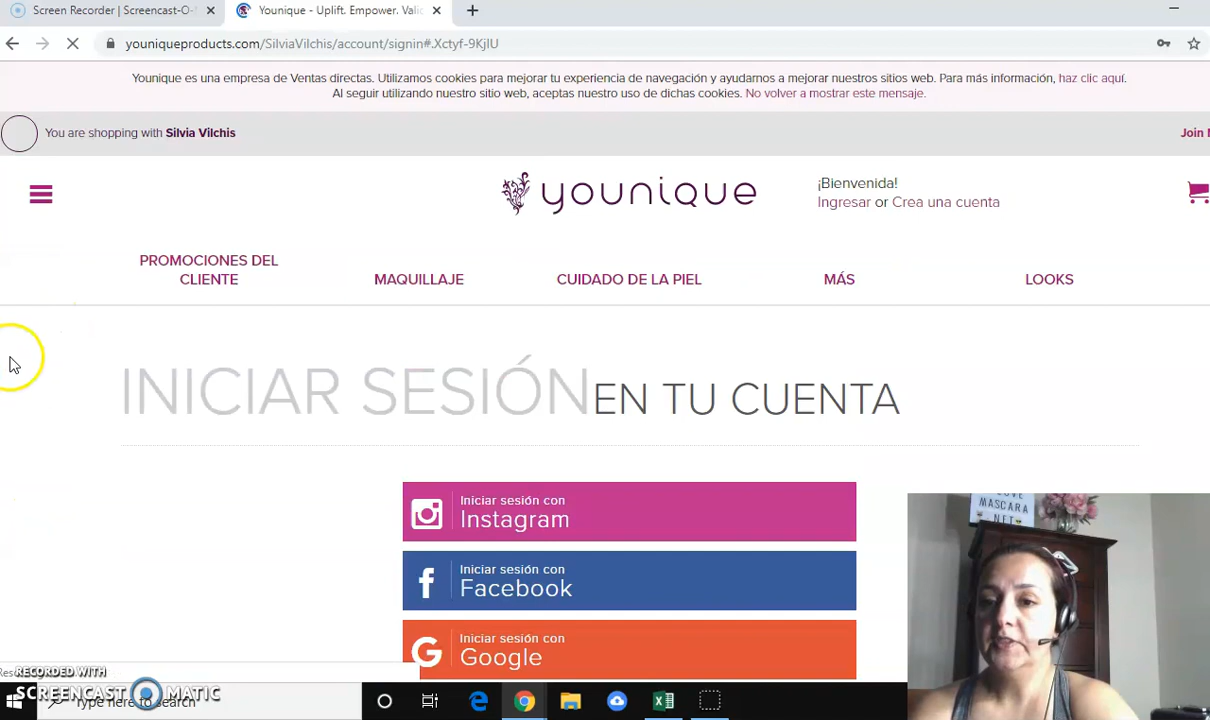 Screen Recorder | Screencast-O-
Younique - Uplift. Empower. Valid
youniqueproducts.com/SilviaVilchis/account/signin#.Xctyf-9KjlU
Younique es una empresa de Ventas directas. Utilizamos cookies para mejorar tu experiencia de navegación y ayudarnos a mejorar nuestros sitios web. Para más información, haz clic aquí.
Al seguir utilizando nuestro sitio web, aceptas nuestro uso de dichas cookies. No volver a mostrar este mensaje.
You are shopping with Silvia Vilchis
Join
younique
¡Bienvenida!
Ingresar or Crea una cuenta
PROMOCIONES DEL
CLIENTE
MAQUILLAJE
CUIDADO DE LA PIEL
MÁS
LOOKS
INICIAR SESIÓN EN TU CUENTA
Iniciar sesión con
Instagram
Iniciar sesión con
Facebook
Iniciar sesión con
Google
MASCARA
RECORDED WITH
SCREENCAST MATIC
Type here to search